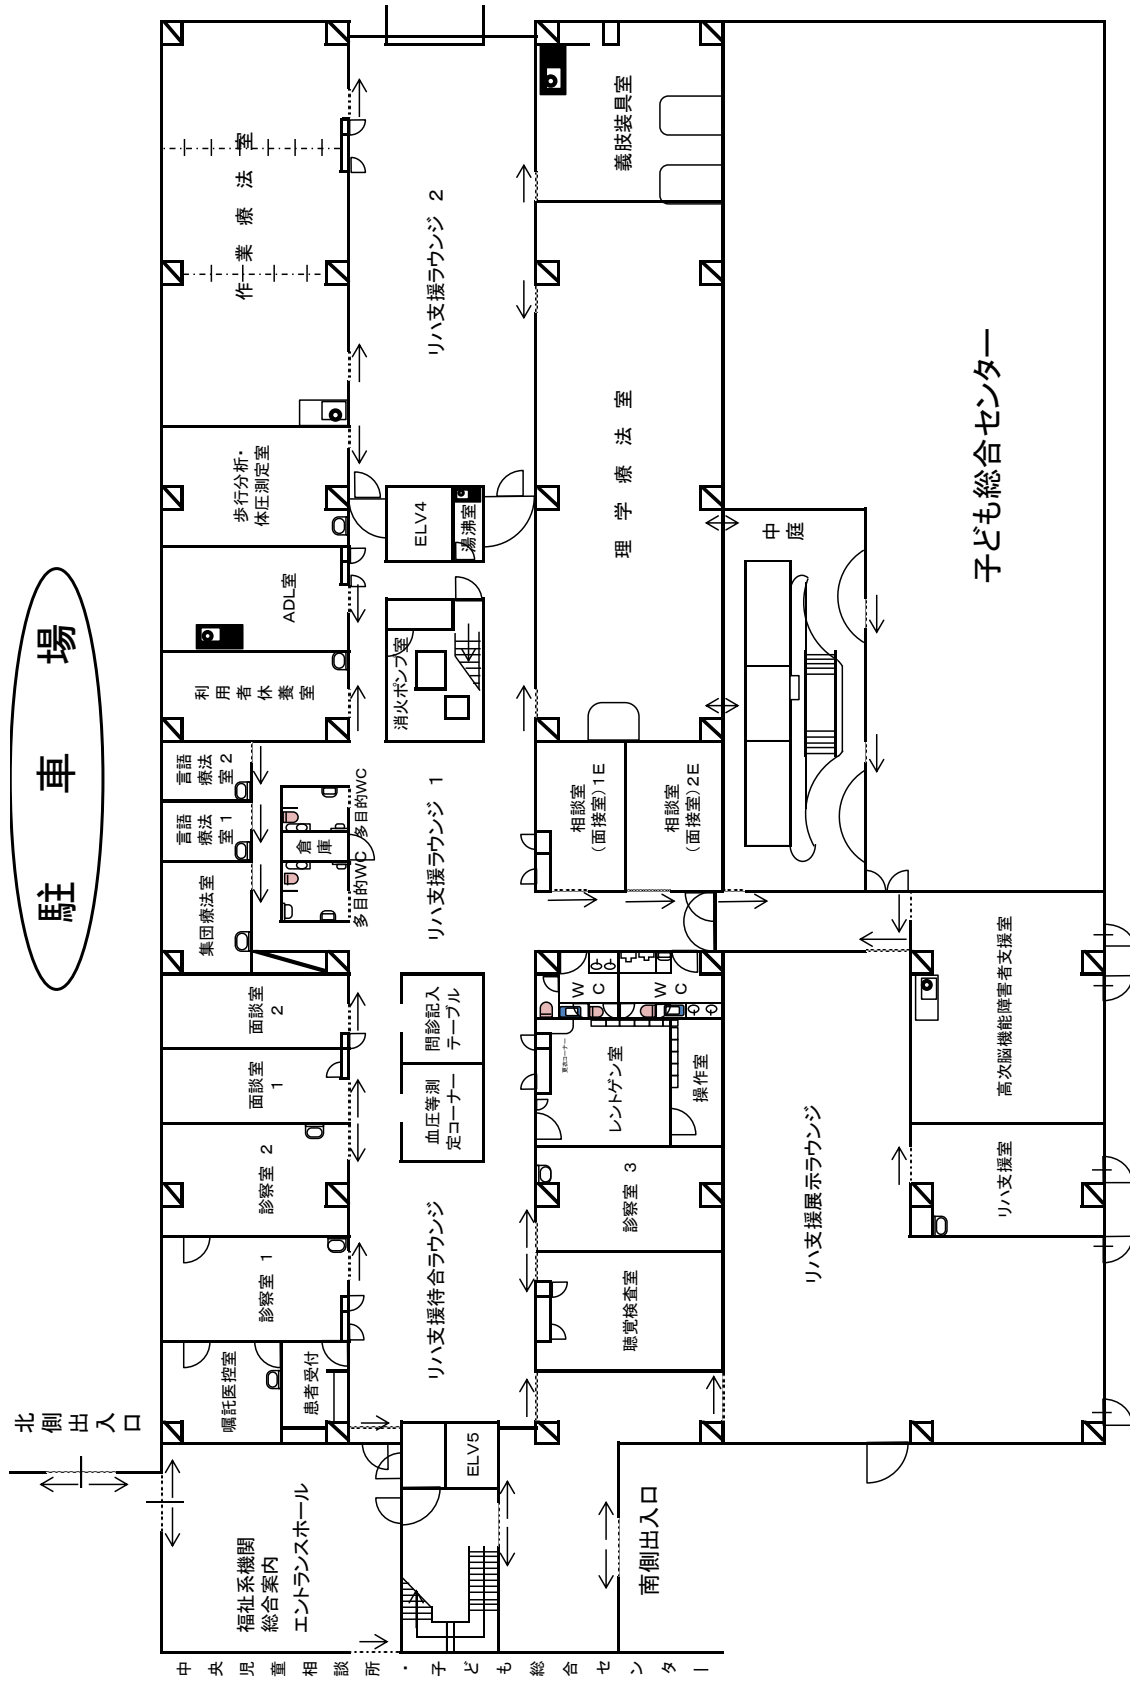 駐車場
北側出入口
福祉系機関
総合案内
エントランスホール
中央児童相談所・子ども総合センター
南側出入口
ELV5
嘱託医控室
患者受付
診察室 1
診察室 2
面談室
1
面談室
2
集団療法室
言語
療法
室1
言語
療法
室2
利用者休養室
ADL室
歩行分析・
体圧測定室
作業療法室
多目的WC
倉庫
多目的WC
リハ支援待合ラウンジ
血圧等測
定コーナー
問診記入
テーブル
リハ支援ラウンジ 1
消火ポンプ室
ELV4
湯沸室
リハ支援ラウンジ 2
聴覚検査室
診察室 3
レントゲン室
更衣コーナー
操作室
WC
WC
相談室
(面接室)1E
相談室
(面接室)2E
理学療法室
義肢装具室
中庭
リハ支援展示ラウンジ
リハ支援室
高次脳機能障害者支援室
子ども総合センター